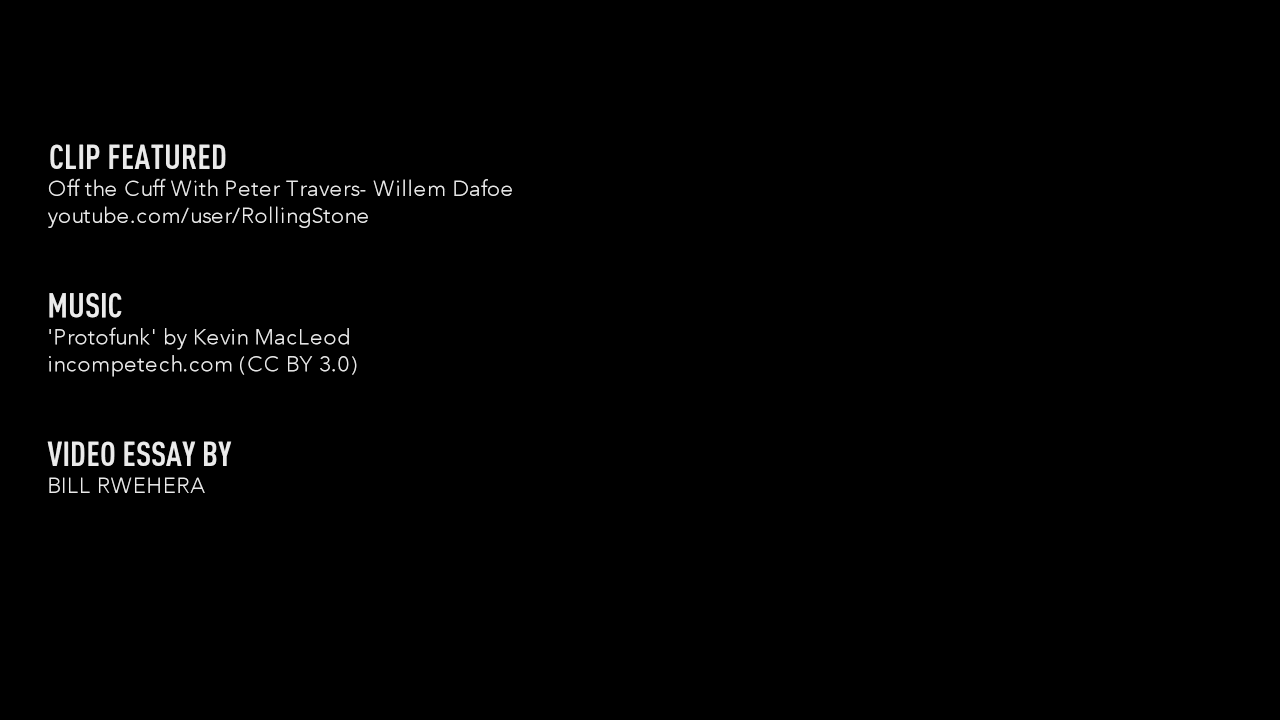 CLIP FEATURED
Off the Cuff With Peter Travers- Willem Dafoe
youtube.com/user/RollingStone
MUSIC
'Protofunk' by Kevin MacLeod
incompetech.com (CC BY 3.0)
VIDEO ESSAY BY
BILL RWEHERA